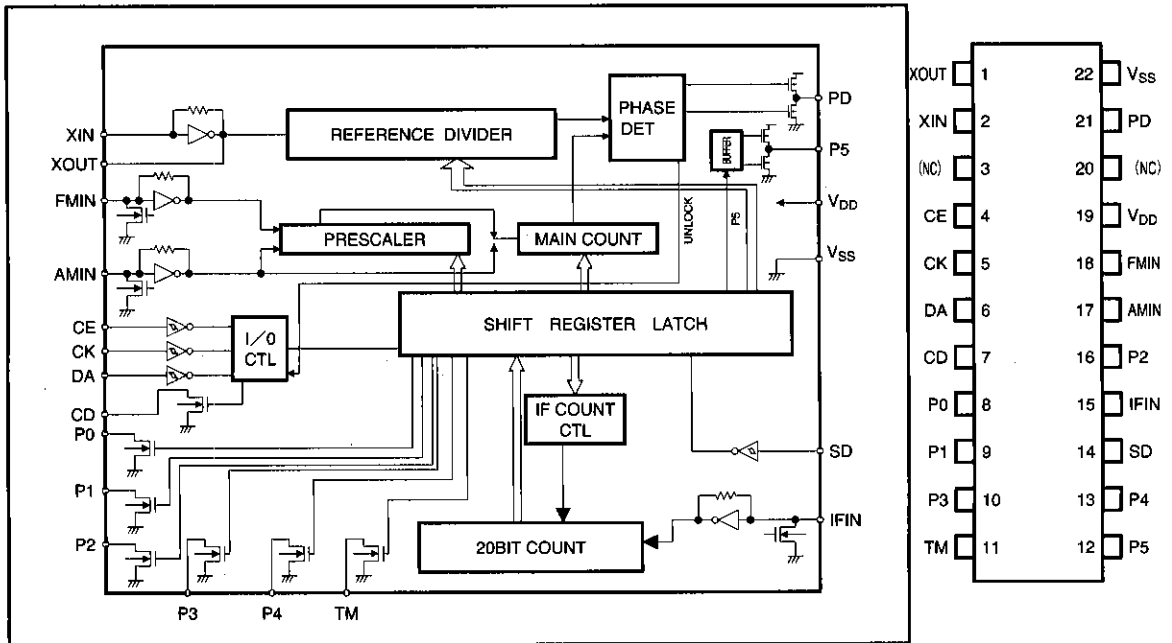 XIN
XOUT
FMIN
AMIN
CE
CK
DA
CD
P0
P1
P2
P3
P4
TM
REFERENCE DIVIDER
PHASE
DET
BUFFER
PD
P5
VDD
VSS
UNLOCK
P5
PRESCALER
MAIN COUNT
I/O
CTL
SHIFT REGISTER LATCH
IF COUNT
CTL
20BIT COUNT
SD
IFIN
XOUT 1 22 VSS
XIN 2 21 PD
(NC) 3 20 (NC)
CE 4 19 VDD
CK 5 18 FMIN
DA 6 17 AMIN
CD 7 16 P2
P0 8 15 IFIN
P1 9 14 SD
P3 10 13 P4
TM 11 12 P5